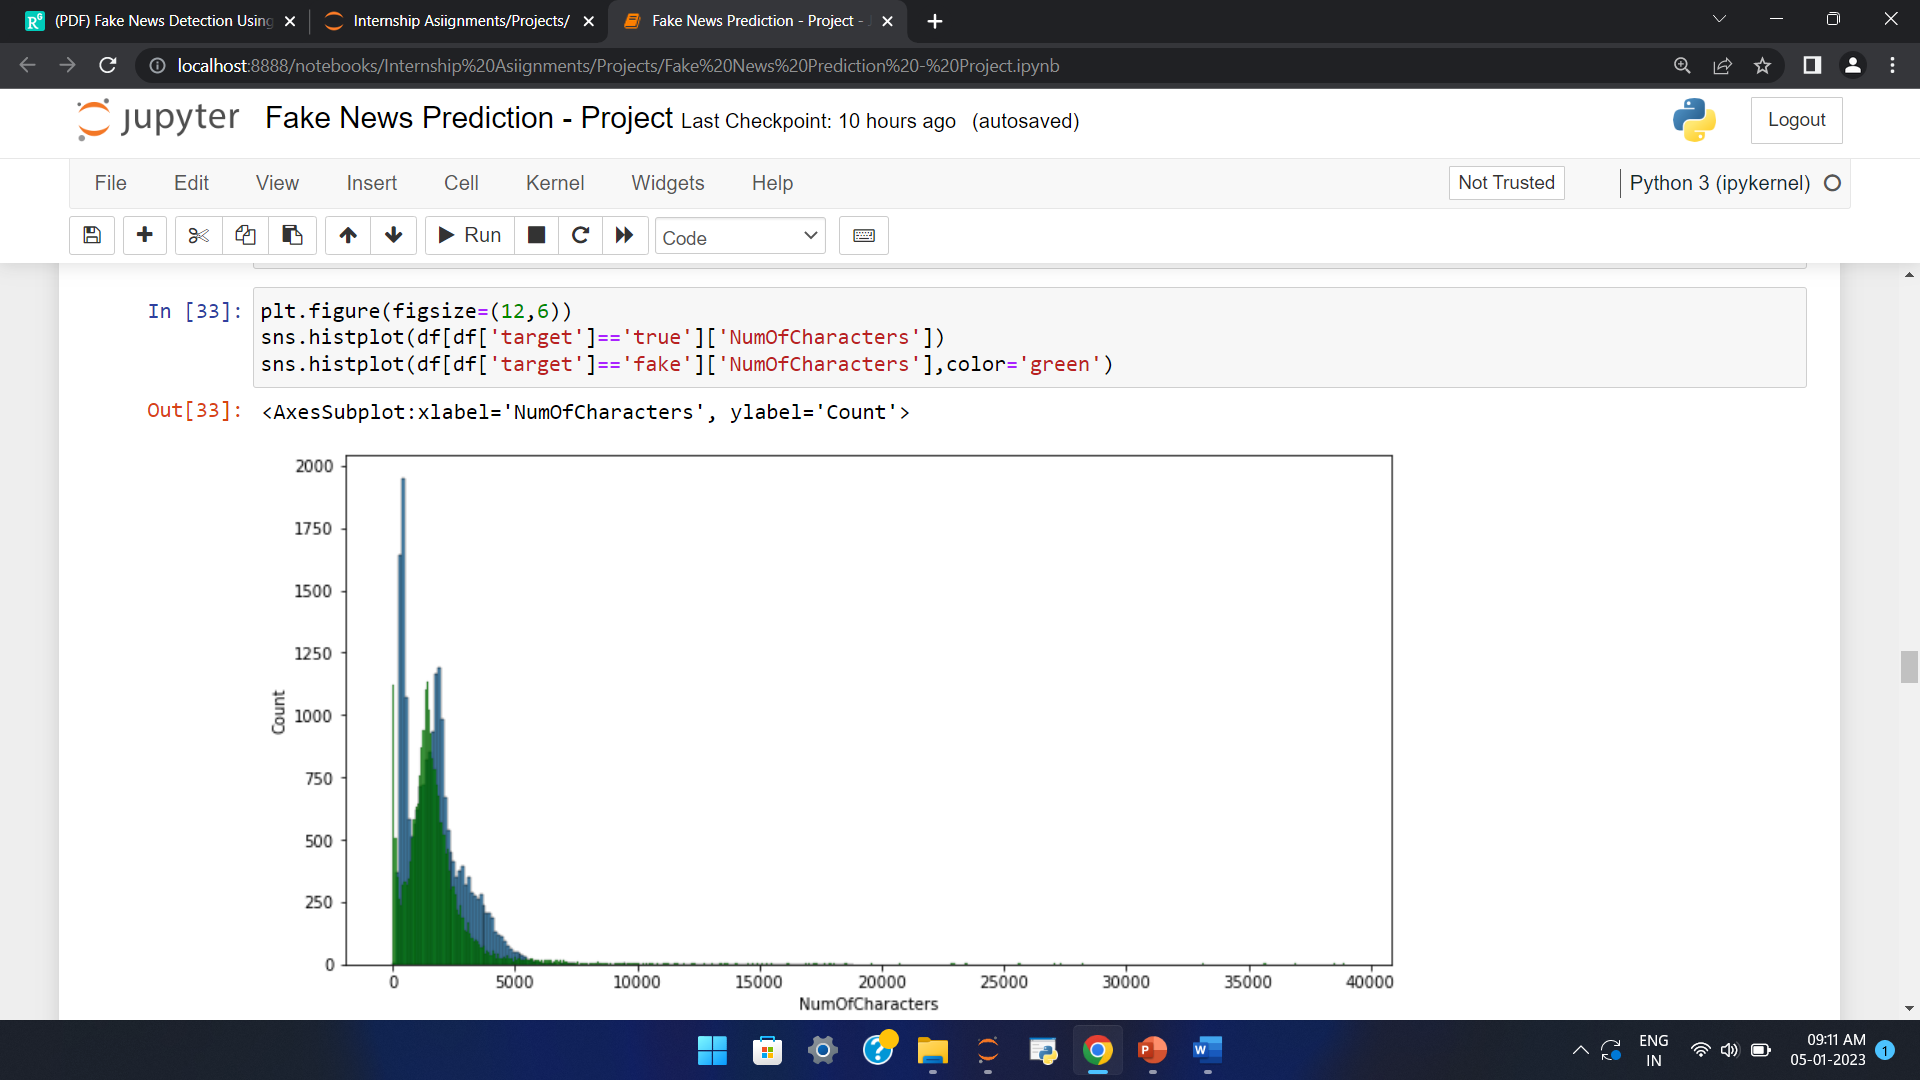 (PDF) Fake News Detection Using
Internship Asiignments/Projects/
Fake News Prediction - Project -
localhost:8888/notebooks/Internship%20Asiignments/Projects/Fake%20News%20Prediction%20-%20Project.ipynb
jupyter Fake News Prediction - Project Last Checkpoint: 10 hours ago (autosaved)
Logout
File Edit View Insert Cell Kernel Widgets Help
Not Trusted
Python 3 (ipykernel)
Run
Code
In [33]:
plt.figure(figsize=(12,6))
sns.histplot(df[df['target']=='true']['NumOfCharacters'])
sns.histplot(df[df['target']=='fake']['NumOfCharacters'],color='green')
Out[33]: <AxesSubplot:xlabel='NumOfCharacters', ylabel='Count'>
2000
1750
1500
1250
1000
750
500
250
0
Count
0 5000 10000 15000 20000 25000 30000 35000 40000
NumOfCharacters
ENG
IN
09:11 AM
05-01-2023
1